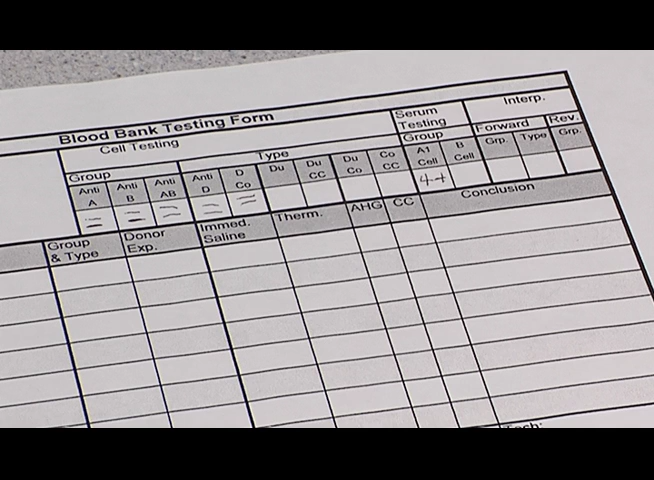 Blood Bank Testing Form
Cell Testing
Serum Testing
Interp.
Group
Type
Group
Forward
Rev.
Anti A
Anti B
Anti AB
Anti D
D Co
Du
Du CC
Du Co
Co CC
A1 Cell
B Cell
Grp.
Type
Grp.
4+
Group & Type
Donor Exp.
Immed. Saline
Therm.
AHG
CC
Conclusion
Tech: